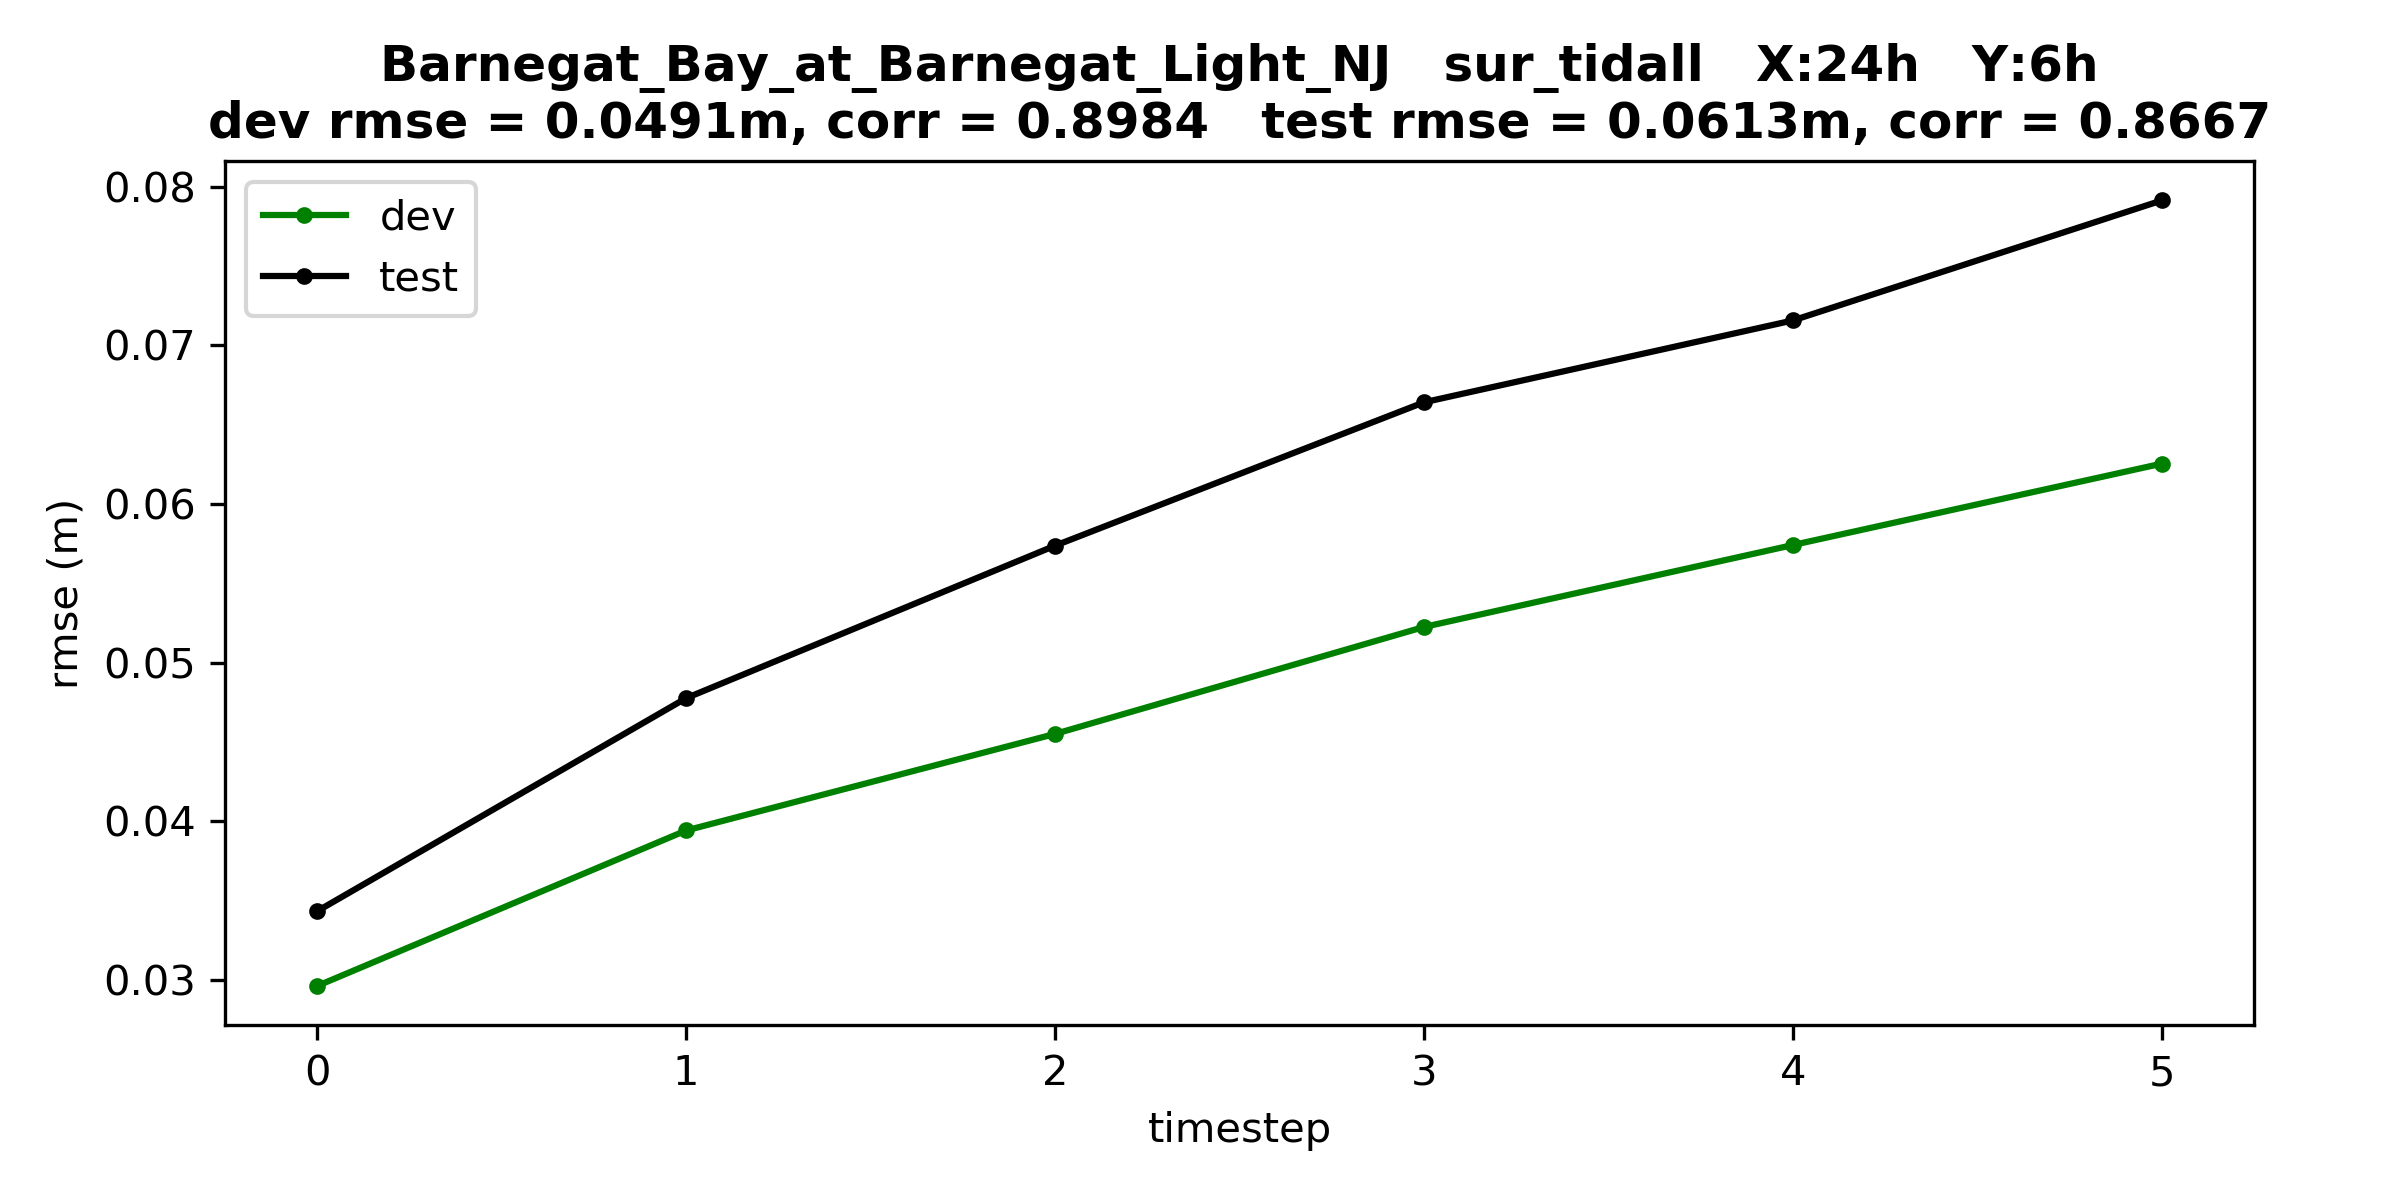 Barnegat_Bay_at_Barnegat_Light_NJ   sur_tidall   X:24h   Y:6h
dev rmse = 0.0491m, corr = 0.8984   test rmse = 0.0613m, corr = 0.8667
dev
test
0.08
0.07
0.06
0.05
0.04
0.03
rmse (m)
0 1 2 3 4 5
timestep